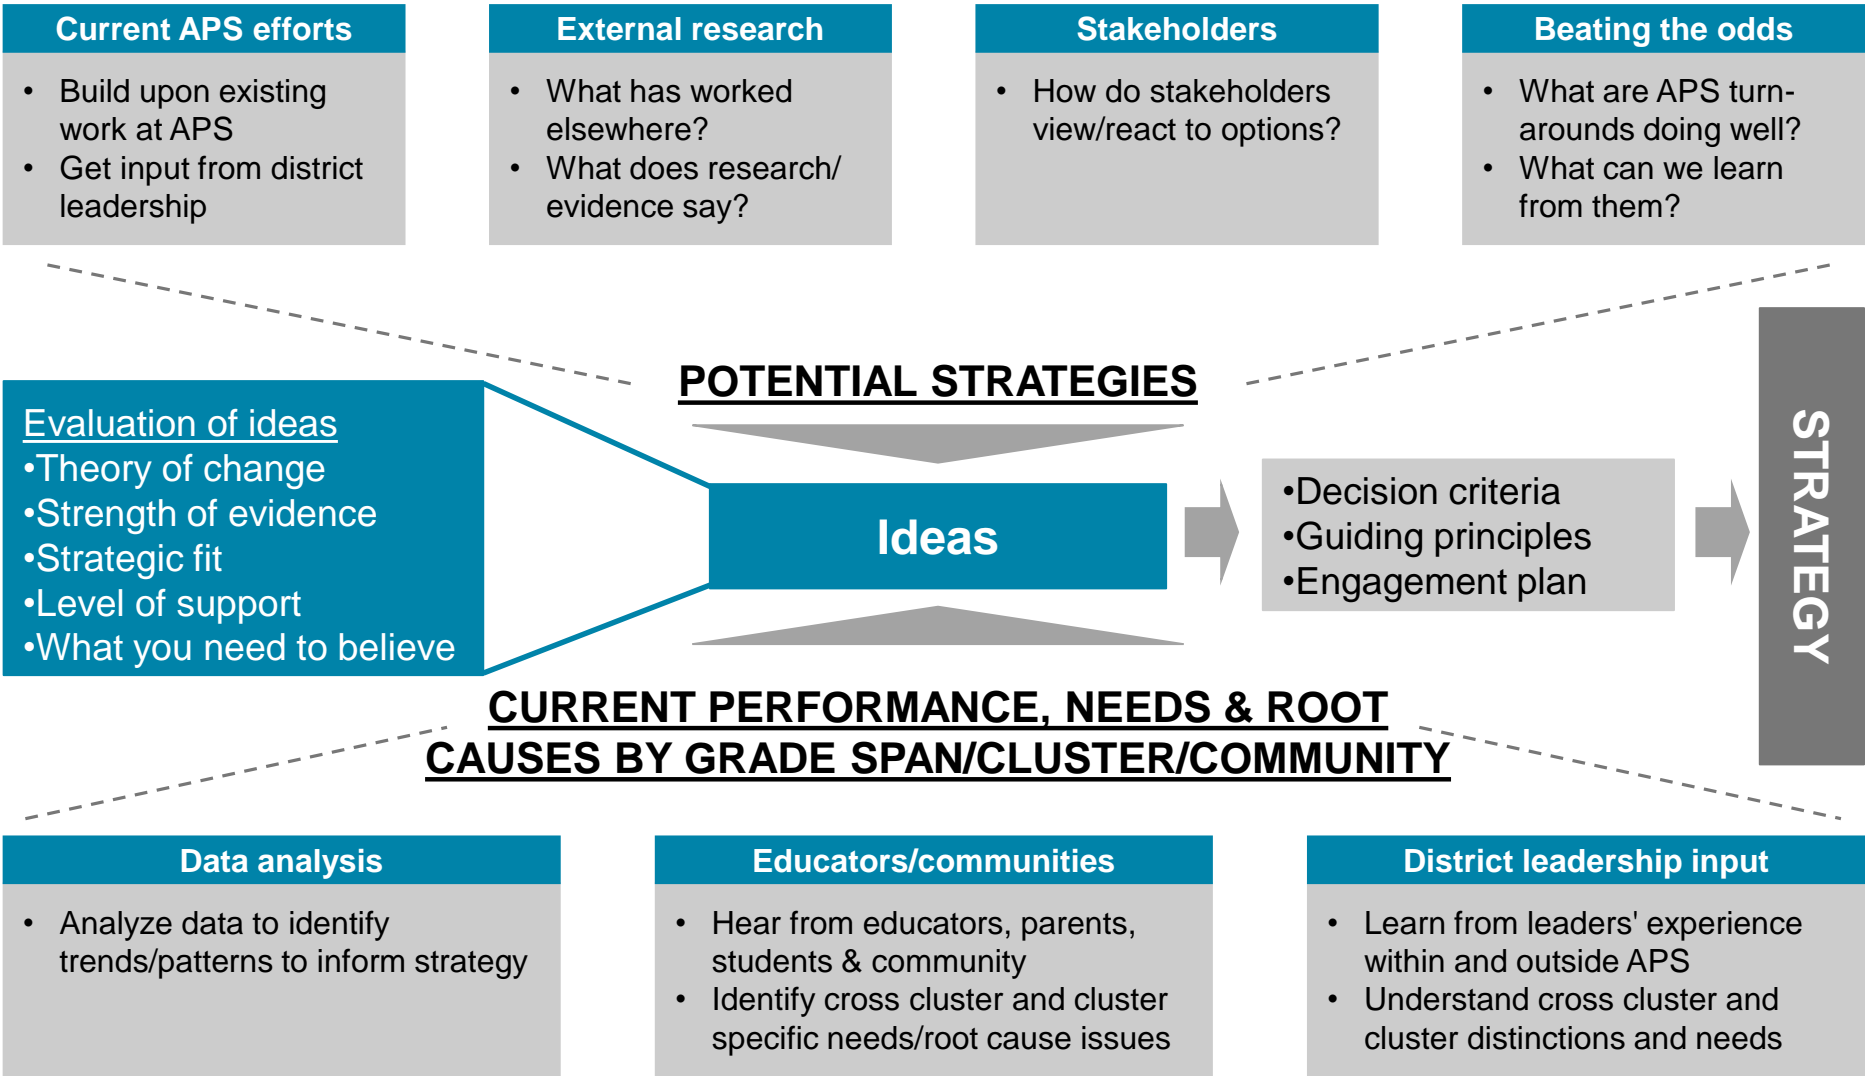 Current APS efforts
• Build upon existing
work at APS
• Get input from district
leadership
External research
• What has worked
elsewhere?
• What does research/
evidence say?
Stakeholders
• How do stakeholders
view/react to options?
Beating the odds
• What are APS turn-
arounds doing well?
• What can we learn
from them?
POTENTIAL STRATEGIES
Evaluation of ideas
•Theory of change
•Strength of evidence
•Strategic fit
•Level of support
•What you need to believe
Ideas
•Decision criteria
•Guiding principles
•Engagement plan
STRATEGY
CURRENT PERFORMANCE, NEEDS & ROOT
CAUSES BY GRADE SPAN/CLUSTER/COMMUNITY
Data analysis
• Analyze data to identify
trends/patterns to inform strategy
Educators/communities
• Hear from educators, parents,
students & community
• Identify cross cluster and cluster
specific needs/root cause issues
District leadership input
• Learn from leaders' experience
within and outside APS
• Understand cross cluster and
cluster distinctions and needs